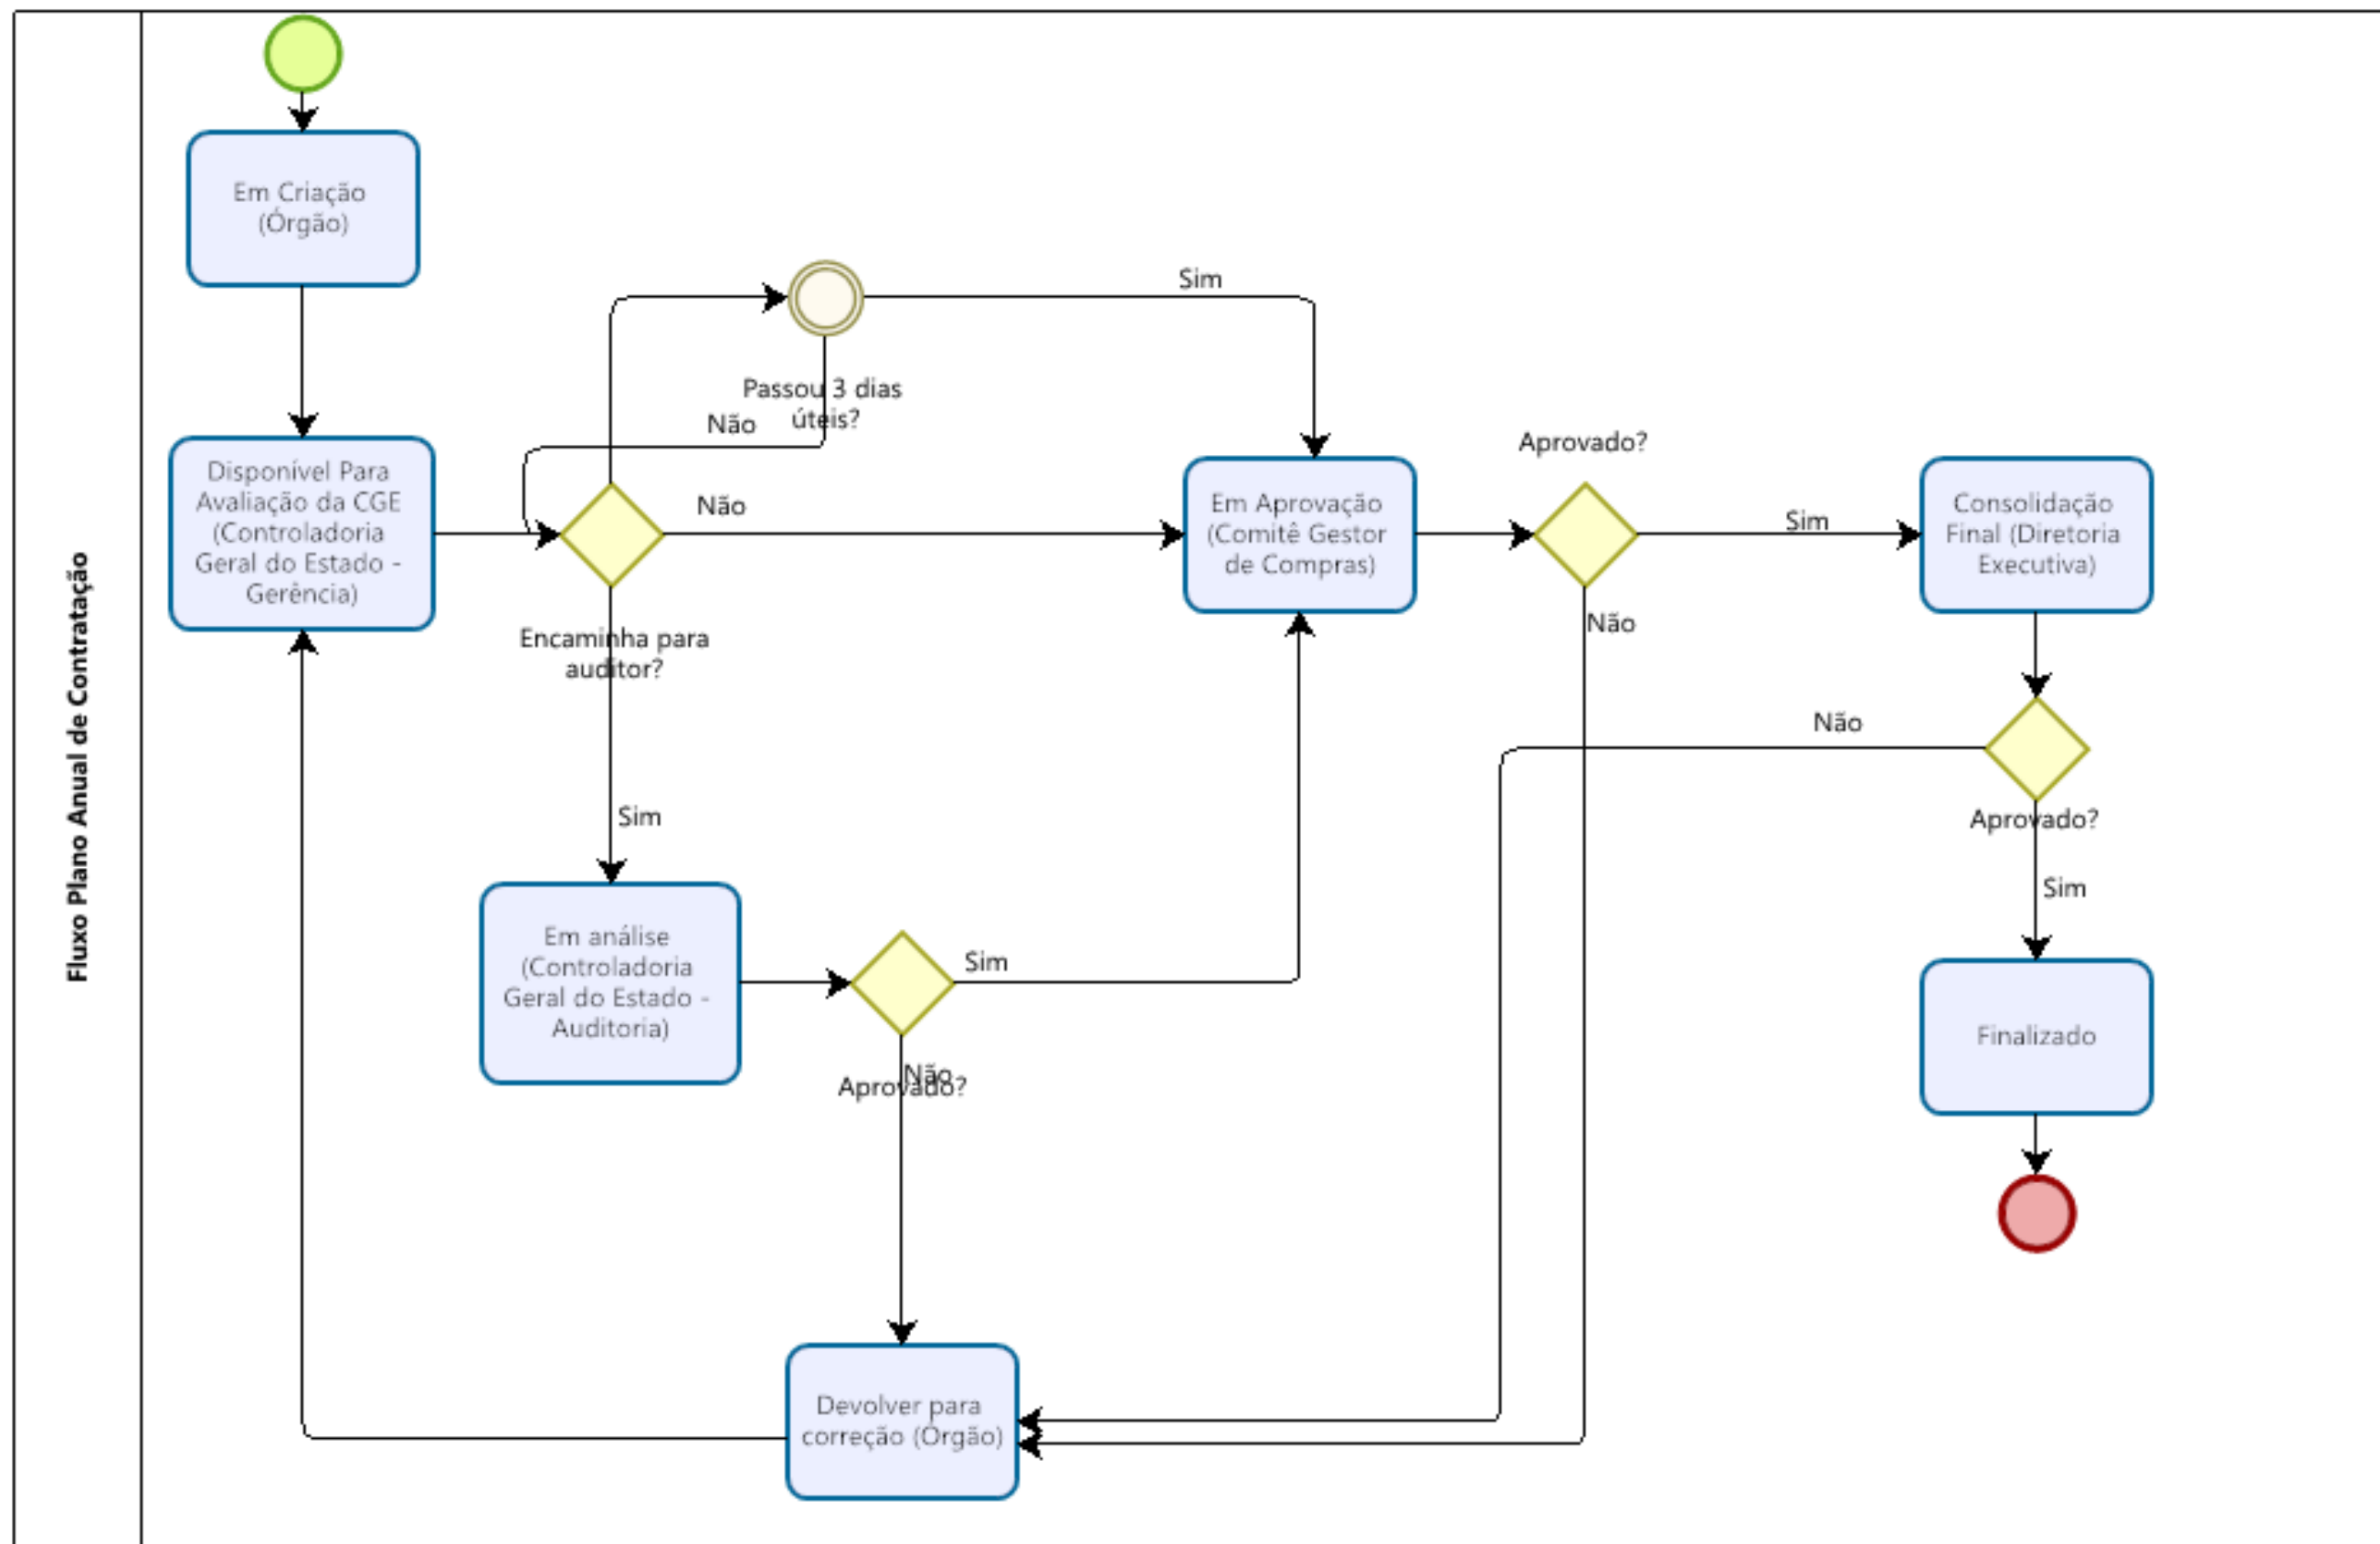 Fluxo Plano Anual de Contratação
Em Criação
(Órgão)
Sim
Passou 3 dias
úteis?
Não
Disponível Para
Avaliação da CGE
(Controladoria
Geral do Estado -
Gerência)
Não
Encaminha para
auditor?
Sim
Em Aprovação
(Comitê Gestor
de Compras)
Aprovado?
Sim
Não
Consolidação
Final (Diretoria
Executiva)
Não
Aprovado?
Sim
Em análise
(Controladoria
Geral do Estado -
Auditoria)
Sim
Não
Aprovado?
Finalizado
Devolver para
correção (Órgão)